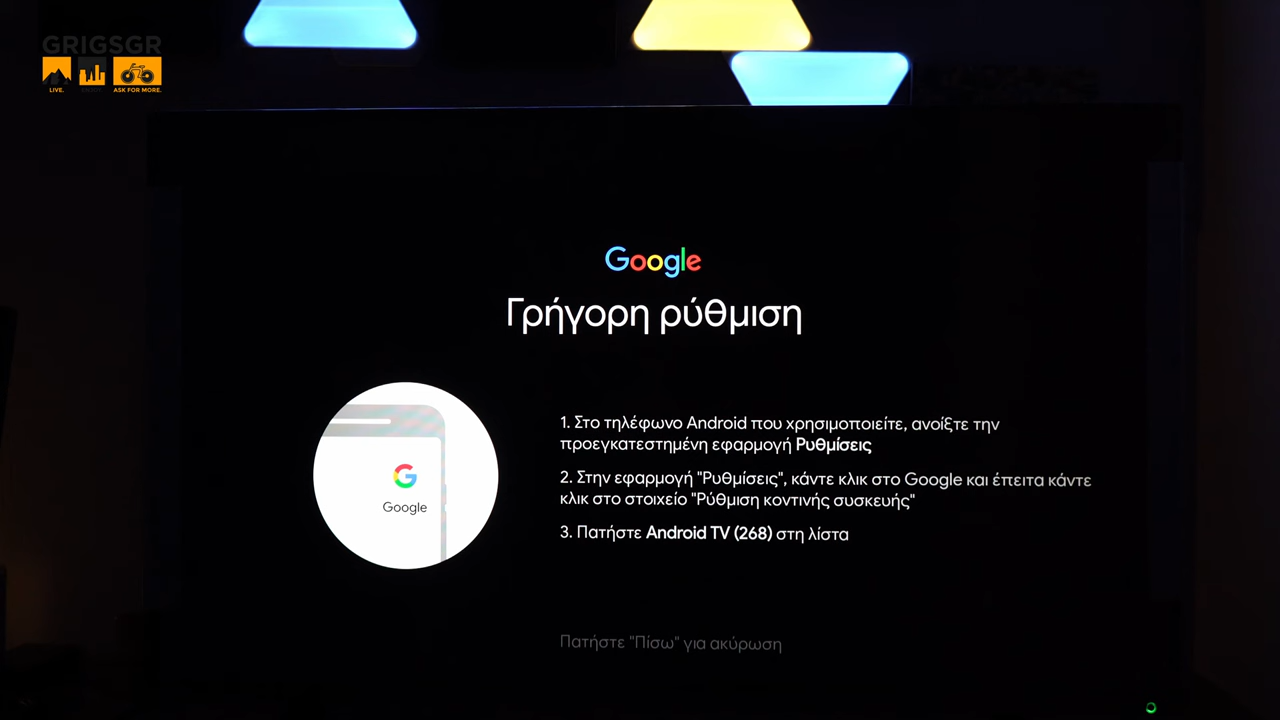 GRIGSGR
LIVE. ENJOY. ASK FOR MORE.
Google
Γρήγορη ρύθμιση
1. Στο τηλέφωνο Android που χρησιμοποιείτε, ανοίξτε την
προεγκατεστημένη εφαρμογή Ρυθμίσεις
2. Στην εφαρμογή "Ρυθμίσεις", κάντε κλικ στο Google και έπειτα κάντε
κλικ στο στοιχείο "Ρύθμιση κοντινής συσκευής"
Google
3. Πατήστε Android TV (268) στη λίστα
Πατήστε "Πίσω" για ακύρωση